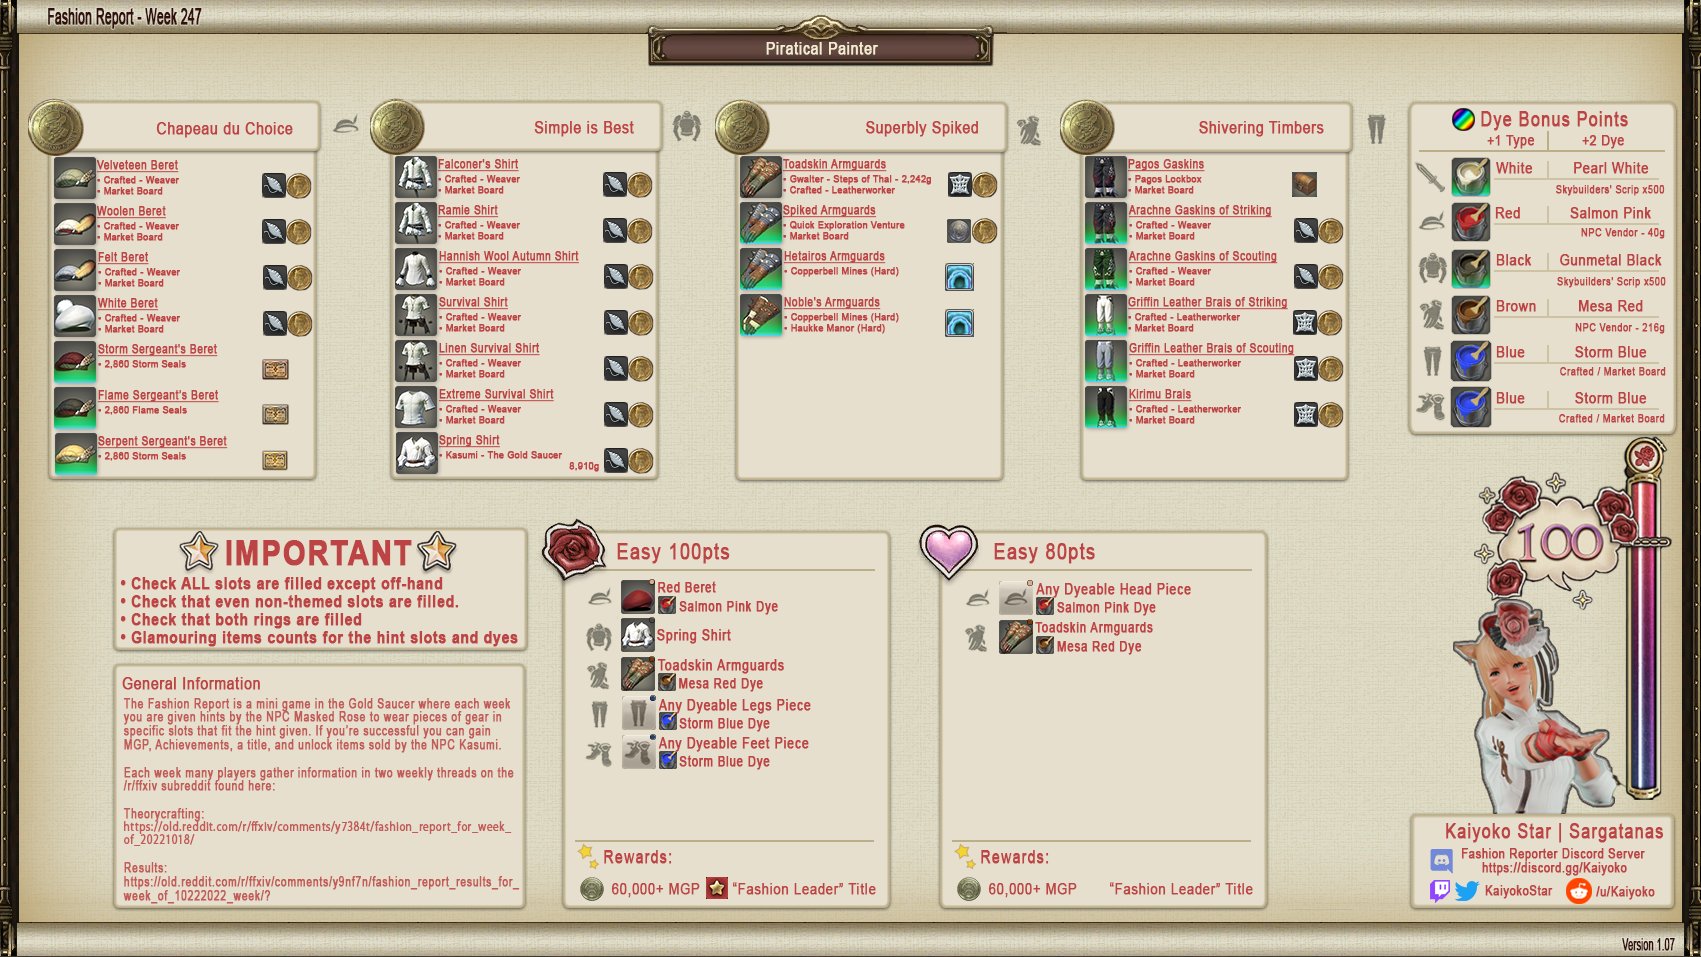 Fashion Report - Week 247
Piratical Painter
Chapeau du Choice
Velveteen Beret
• Crafted - Weaver
• Market Board
Woolen Beret
• Crafted - Weaver
• Market Board
Felt Beret
• Crafted - Weaver
• Market Board
White Beret
• Crafted - Weaver
• Market Board
Storm Sergeant's Beret
• 2,860 Storm Seals
Flame Sergeant's Beret
• 2,860 Flame Seals
Serpent Sergeant's Beret
• 2,860 Storm Seals
Simple is Best
Falconer's Shirt
• Crafted - Weaver
• Market Board
Ramie Shirt
• Crafted - Weaver
• Market Board
Hannish Wool Autumn Shirt
• Crafted - Weaver
• Market Board
Survival Shirt
• Crafted - Weaver
• Market Board
Linen Survival Shirt
• Crafted - Weaver
• Market Board
Extreme Survival Shirt
• Crafted - Weaver
• Market Board
Spring Shirt
• Kasumi - The Gold Saucer
8,910g
Superbly Spiked
Toadskin Armguards
• Gwalter - Steps of Thal - 2,242g
• Crafted - Leatherworker
Spiked Armguards
• Quick Exploration Venture
• Market Board
Hetairos Armguards
• Copperbell Mines (Hard)
Noble's Armguards
• Copperbell Mines (Hard)
• Haukke Manor (Hard)
Shivering Timbers
Pagos Gaskins
• Pagos Lockbox
• Market Board
Arachne Gaskins of Striking
• Crafted - Weaver
• Market Board
Arachne Gaskins of Scouting
• Crafted - Weaver
• Market Board
Griffin Leather Brais of Striking
• Crafted - Leatherworker
• Market Board
Griffin Leather Brais of Scouting
• Crafted - Leatherworker
• Market Board
Kirimu Brais
• Crafted - Leatherworker
• Market Board
Dye Bonus Points
+1 Type +2 Dye
White Pearl White
Skybuilders' Scrip x500
Red Salmon Pink
NPC Vendor - 40g
Black Gunmetal Black
Skybuilders' Scrip x500
Brown Mesa Red
NPC Vendor - 216g
Blue Storm Blue
Crafted / Market Board
Blue Storm Blue
Crafted / Market Board
IMPORTANT
• Check ALL slots are filled except off-hand
• Check that even non-themed slots are filled.
• Check that both rings are filled
• Glamouring items counts for the hint slots and dyes
General Information
The Fashion Report is a mini game in the Gold Saucer where each week
you are given hints by the NPC Masked Rose to wear pieces of gear in
specific slots that fit the hint given. If you're successful you can gain
MGP, Achievements, a title, and unlock items sold by the NPC Kasumi.
Each week many players gather information in two weekly threads on the
/r/ffxiv subreddit found here:
Theorycrafting:
https://old.reddit.com/r/ffxiv/comments/y7384t/fashion_report_for_week_
of_20221018/
Results:
https://old.reddit.com/r/ffxiv/comments/y9nf7n/fashion_report_results_for_
week_of_10222022_week/?
Easy 100pts
Red Beret
Salmon Pink Dye
Spring Shirt
Toadskin Armguards
Mesa Red Dye
Any Dyeable Legs Piece
Storm Blue Dye
Any Dyeable Feet Piece
Storm Blue Dye
Rewards:
60,000+ MGP "Fashion Leader" Title
Easy 80pts
Any Dyeable Head Piece
Salmon Pink Dye
Toadskin Armguards
Mesa Red Dye
Rewards:
60,000+ MGP "Fashion Leader" Title
100
Kaiyoko Star | Sargatanas
Fashion Reporter Discord Server
https://discord.gg/Kaiyoko
KaiyokoStar /u/Kaiyoko
Version 1.07